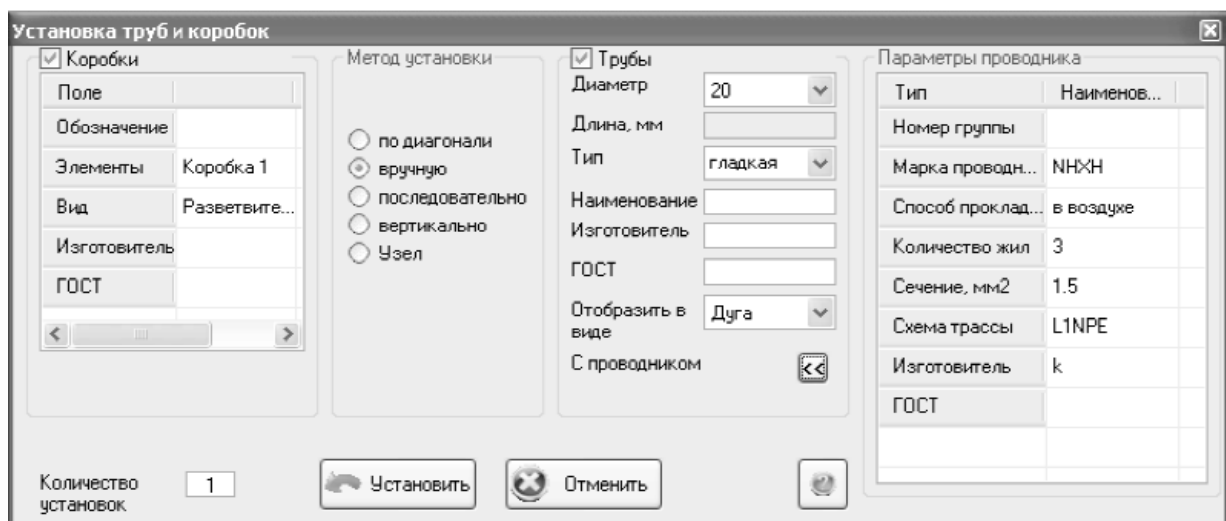 Установка труб и коробок
Коробки
Поле
Обозначение
Элементы Коробка 1
Вид Разветвите...
Изготовитель
ГОСТ
Метод установки
по диагонали
вручную
последовательно
вертикально
Узел
Трубы
Диаметр 20
Длина, мм
Тип гладкая
Наименование
Изготовитель
ГОСТ
Отобразить в
виде Дуга
С проводником <<
Параметры проводника
Тип Наименов...
Номер группы
Марка проводн... NHXH
Способ проклад... в воздухе
Количество жил 3
Сечение, мм2 1.5
Схема трассы L1NPE
Изготовитель k
ГОСТ
Количество
установок 1
Установить
Отменить